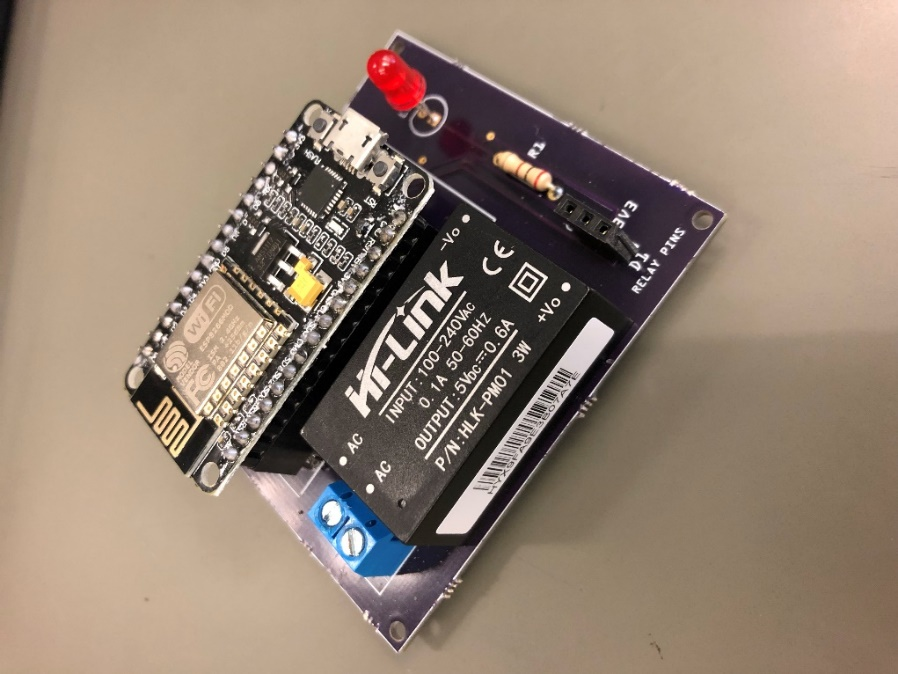 R1
3V3
D1
RELAY PINS
FLASH
WiFi
-Vo
+Vo
Hi-Link
INPUT:100-240VAC
0.1A 50-60HZ
OUTPUT:5VDC⎓0.6A
P/N:HLK-PM01 3W
CE
AC
AC